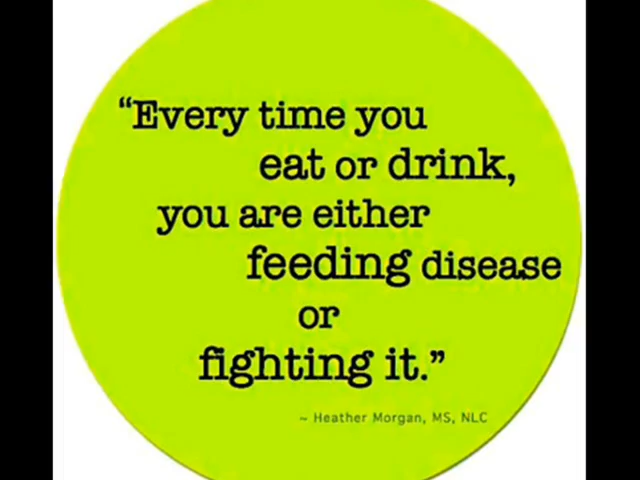 “Every time you
eat or drink,
you are either
feeding disease
or
fighting it.”
~ Heather Morgan, MS, NLC